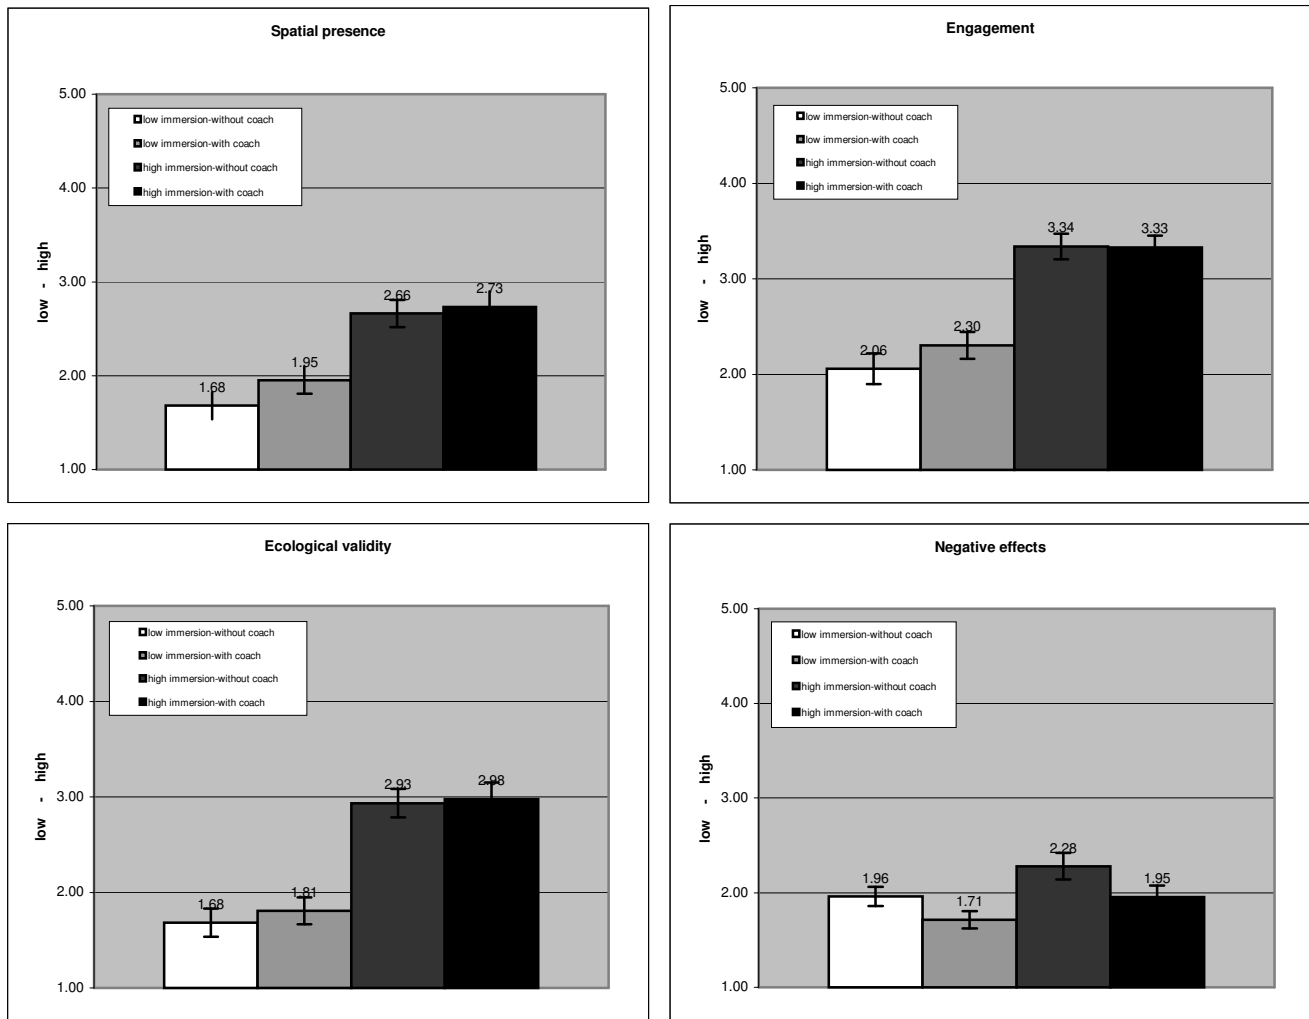 Spatial presence
5.00
4.00
3.00
2.00
1.00
low - high
low immersion-without coach
low immersion-with coach
high immersion-without coach
high immersion-with coach
1.68
1.95
2.66
2.73
Engagement
5.00
4.00
3.00
2.00
1.00
low - high
low immersion-without coach
low immersion-with coach
high immersion-without coach
high immersion-with coach
2.06
2.30
3.34
3.33
Ecological validity
5.00
4.00
3.00
2.00
1.00
low - high
low immersion-without coach
low immersion-with coach
high immersion-without coach
high immersion-with coach
1.68
1.81
2.93
2.98
Negative effects
5.00
4.00
3.00
2.00
1.00
low - high
low immersion-without coach
low immersion-with coach
high immersion-without coach
high immersion-with coach
1.96
1.71
2.28
1.95